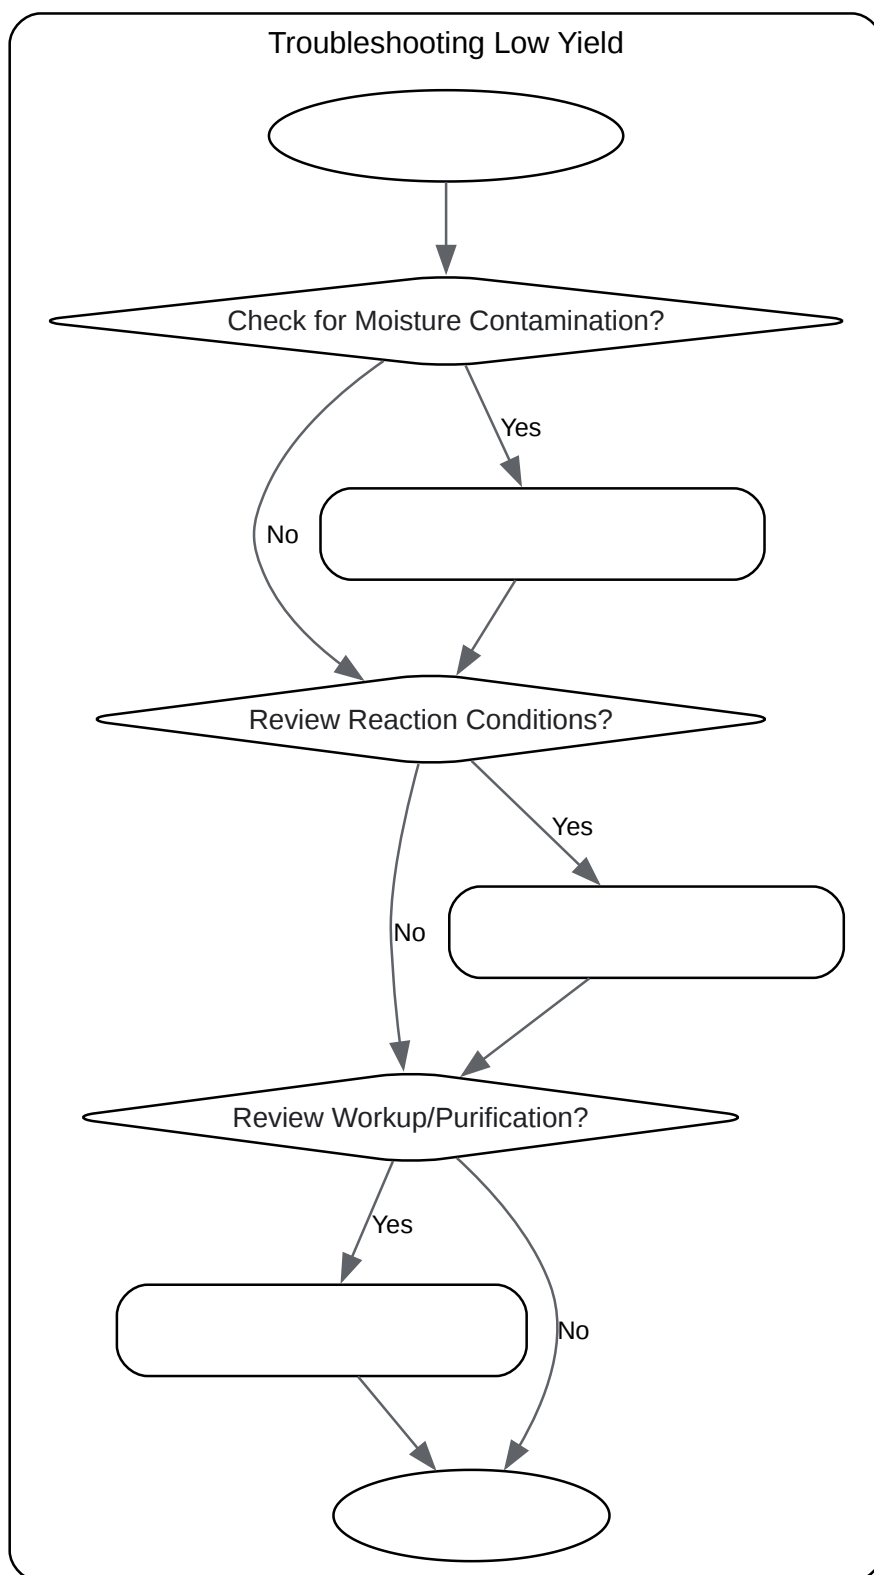 Troubleshooting Low Yield
Check for Moisture Contamination?
Yes
No
Review Reaction Conditions?
Yes
No
Review Workup/Purification?
Yes
No